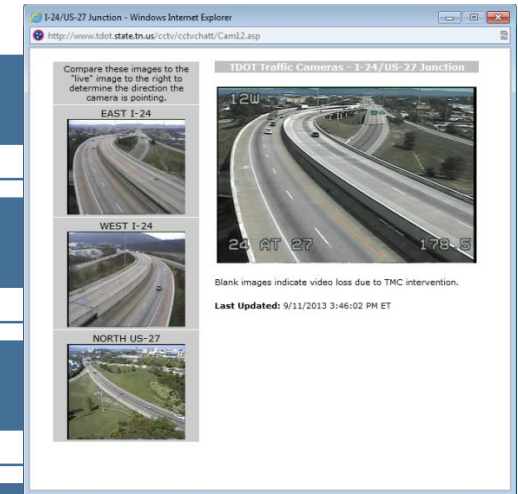 I-24/US-27 Junction - Windows Internet Explorer
http://www.tdot.state.tn.us/cctv/cctvchatt/Cam12.asp
Compare these images to the
"live" image to the right to
determine the direction the
camera is pointing.
EAST I-24
WEST I-24
NORTH US-27
TDOT Traffic Cameras - I-24/US-27 Junction
12W
24 AT 27
178.5
Blank images indicate video loss due to TMC intervention.
Last Updated: 9/11/2013 3:46:02 PM ET